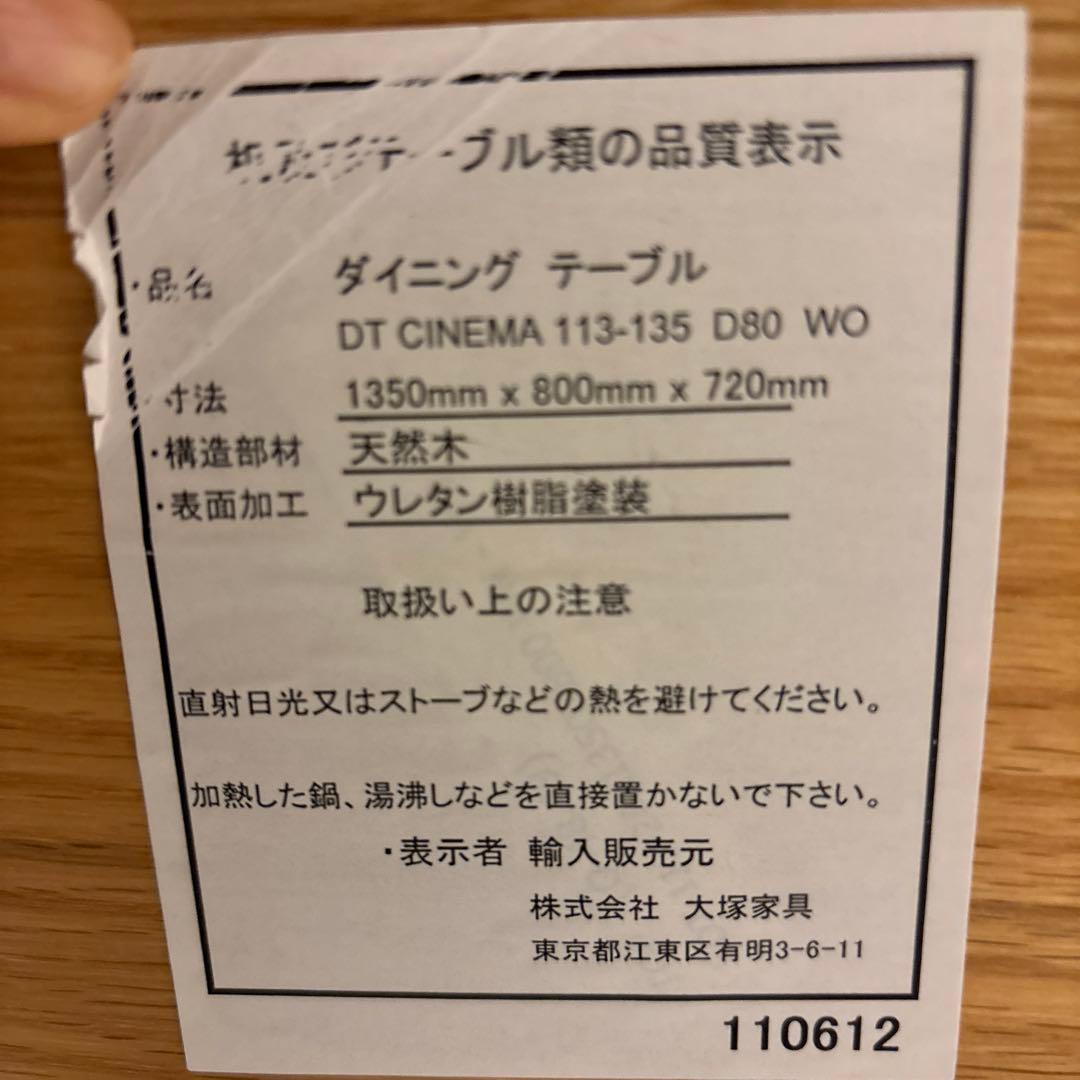 テーブル類の品質表示
・品名 ダイニング テーブル
DT CINEMA 113-135 D80 WO
寸法 1350mm x 800mm x 720mm
・構造部材 天然木
・表面加工 ウレタン樹脂塗装
取扱い上の注意
直射日光又はストーブなどの熱を避けてください。
加熱した鍋、湯沸しなどを直接置かないで下さい。
・表示者 輸入販売元
株式会社 大塚家具
東京都江東区有明3-6-11
110612